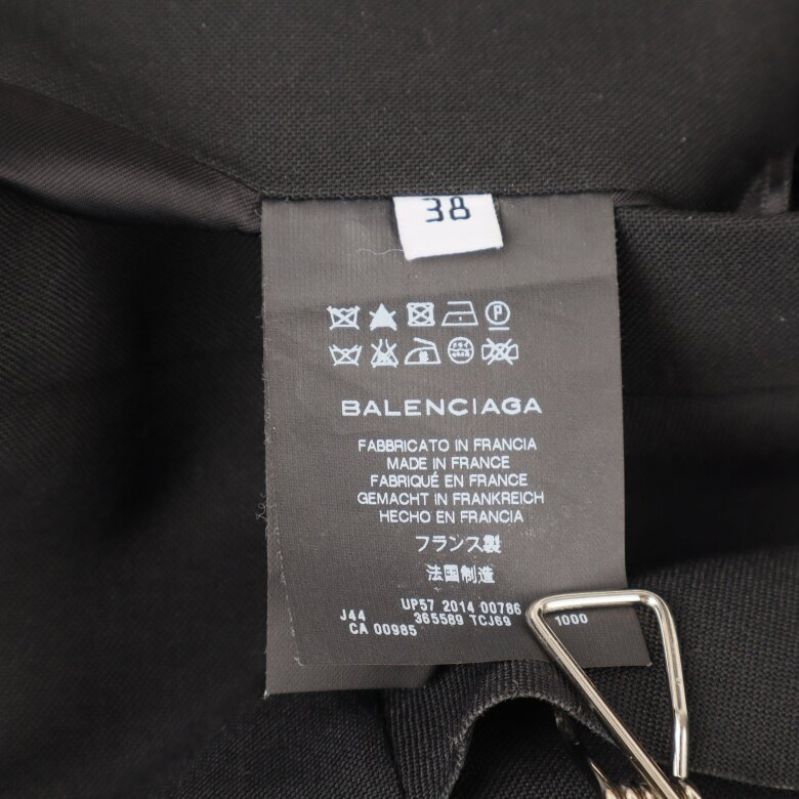 38
P
BALENCIAGA
FABBRICATO IN FRANCIA
MADE IN FRANCE
FABRIQUÉ EN FRANCE
GEMACHT IN FRANKREICH
HECHO EN FRANCIA
フランス製
法国制造
UP57 2014 00786
J44 365589 TCJ69 1000
CA 00985